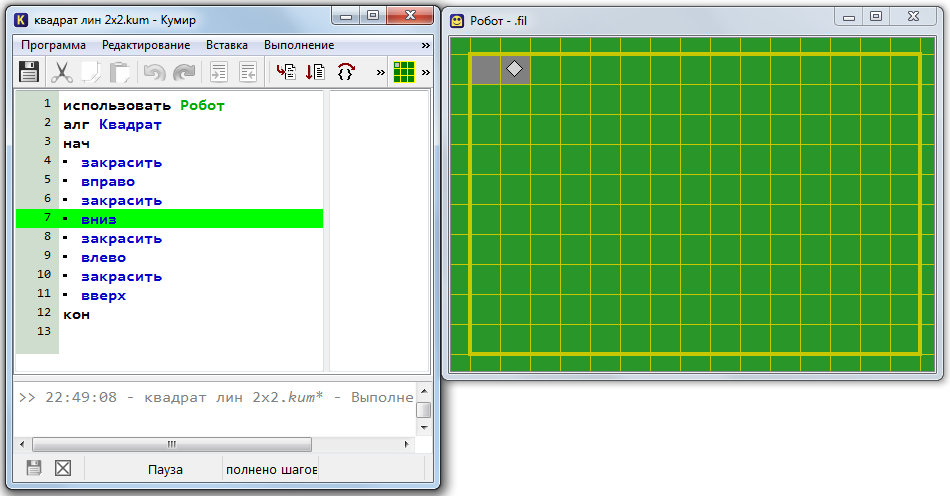 квадрат лин 2x2.kum - Кумир
Программа Редактирование Вставка Выполнение »
» »
1 использовать Робот
2 алг Квадрат
3 нач
4 закрасить
5 вправо
6 закрасить
7 вниз
8 закрасить
9 влево
10 закрасить
11 вверх
12 кон
13
>> 22:49:08 - квадрат лин 2x2.kum* - Выполне
Пауза полнено шагов
Робот - .fil